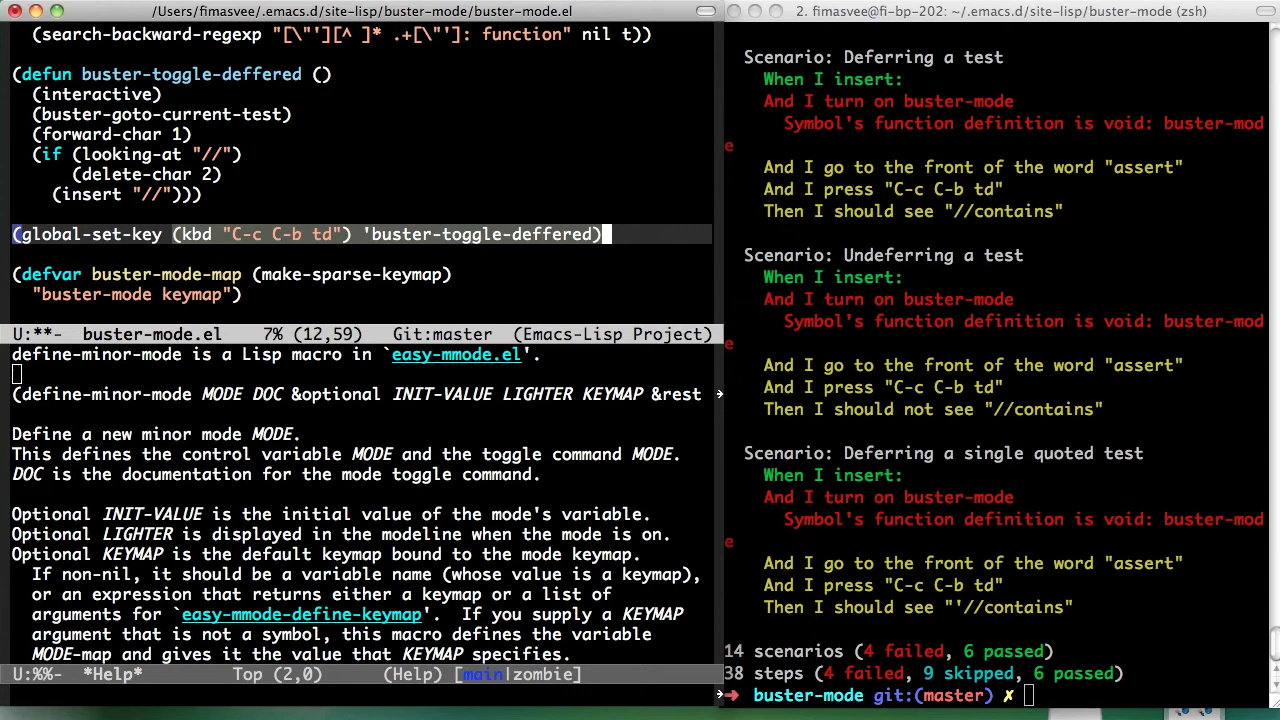 /Users/fimasvee/.emacs.d/site-lisp/buster-mode/buster-mode.el
(search-backward-regexp "[\"'][^ ]* .+[\"']: function" nil t))
(defun buster-toggle-deffered ()
(interactive)
(buster-goto-current-test)
(forward-char 1)
(if (looking-at "//")
(delete-char 2)
(insert "//")))
(global-set-key (kbd "C-c C-b td") 'buster-toggle-deffered)
(defvar buster-mode-map (make-sparse-keymap)
"buster-mode keymap")
U:**- buster-mode.el 7% (12,59) Git:master (Emacs-Lisp Project)
define-minor-mode is a Lisp macro in `easy-mmode.el'.
(define-minor-mode MODE DOC &optional INIT-VALUE LIGHTER KEYMAP &rest
Define a new minor mode MODE.
This defines the control variable MODE and the toggle command MODE.
DOC is the documentation for the mode toggle command.
Optional INIT-VALUE is the initial value of the mode's variable.
Optional LIGHTER is displayed in the modeline when the mode is on.
Optional KEYMAP is the default keymap bound to the mode keymap.
If non-nil, it should be a variable name (whose value is a keymap),
or an expression that returns either a keymap or a list of
arguments for `easy-mmode-define-keymap'. If you supply a KEYMAP
argument that is not a symbol, this macro defines the variable
MODE-map and gives it the value that KEYMAP specifies.
U:%%- *Help* Top (2,0) (Help) [main|zombie]
2. fimasvee@fi-bp-202: ~/.emacs.d/site-lisp/buster-mode (zsh)
Scenario: Deferring a test
When I insert:
And I turn on buster-mode
Symbol's function definition is void: buster-mod
e
And I go to the front of the word "assert"
And I press "C-c C-b td"
Then I should see "//contains"
Scenario: Undeferring a test
When I insert:
And I turn on buster-mode
Symbol's function definition is void: buster-mod
e
And I go to the front of the word "assert"
And I press "C-c C-b td"
Then I should not see "//contains"
Scenario: Deferring a single quoted test
When I insert:
And I turn on buster-mode
Symbol's function definition is void: buster-mod
e
And I go to the front of the word "assert"
And I press "C-c C-b td"
Then I should see "'//contains"
14 scenarios (4 failed, 6 passed)
38 steps (4 failed, 9 skipped, 6 passed)
➜ buster-mode git:(master) ✗